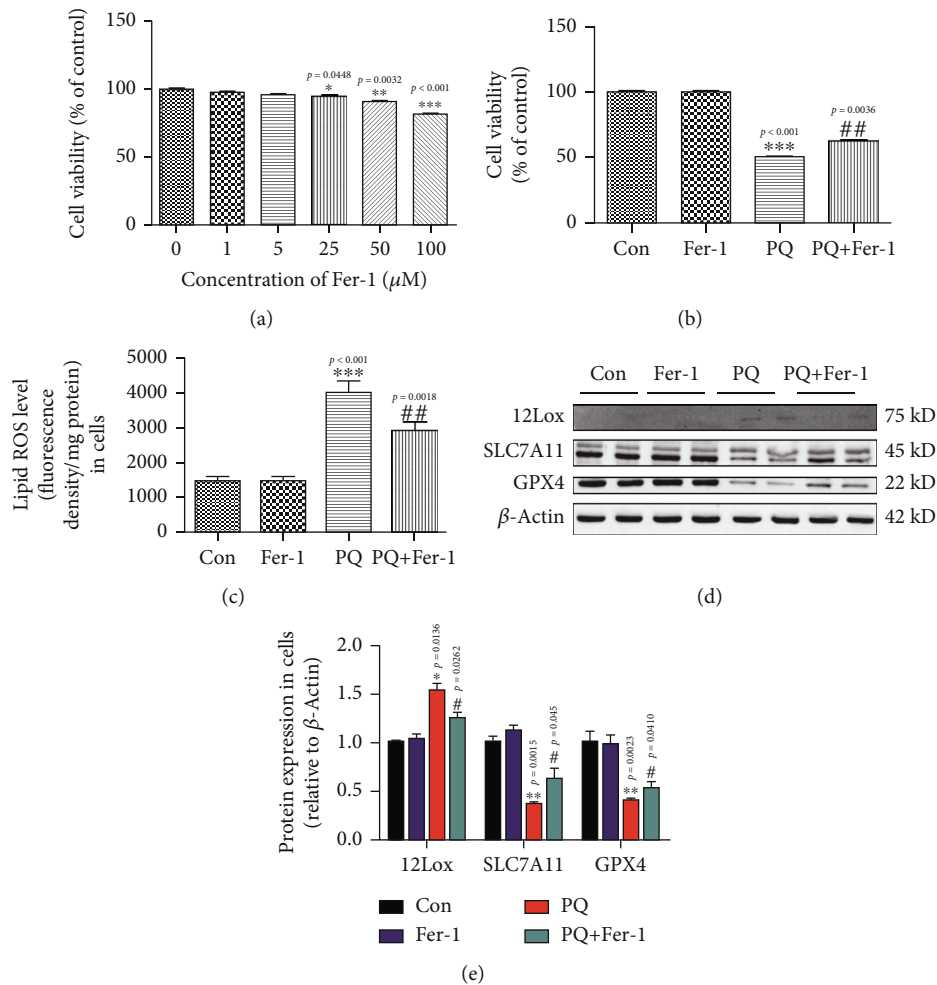 150
100
50
0
Cell viability (% of control)
p = 0.0448
*
p = 0.0032
**
p < 0.001
***
0 1 5 25 50 100
Concentration of Fer-1 (μM)
(a)
150
100
50
0
Cell viability
(% of control)
p < 0.001
***
p = 0.0036
##
Con Fer-1 PQ PQ+Fer-1
(b)
5000
4000
3000
2000
1000
0
Lipid ROS level
(fluorescence
density/mg protein)
in cells
p < 0.001
***
p = 0.0018
##
Con Fer-1 PQ PQ+Fer-1
(c)
Con Fer-1 PQ PQ+Fer-1
12Lox 75 kD
SLC7A11 45 kD
GPX4 22 kD
β-Actin 42 kD
(d)
2.0
1.5
1.0
0.5
0.0
Protein expression in cells
(relative to β-Actin)
* p = 0.0136
# p = 0.0262
** p = 0.0015
# p = 0.045
** p = 0.0023
# p = 0.0410
12Lox SLC7A11 GPX4
Con PQ
Fer-1 PQ+Fer-1
(e)